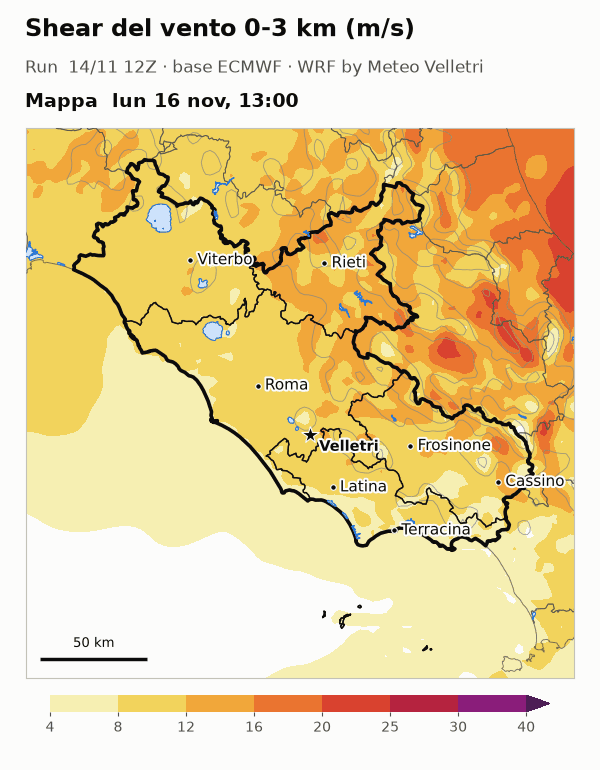 Shear del vento 0-3 km (m/s)
Run 14/11 12Z · base ECMWF · WRF by Meteo Velletri
Mappa lun 16 nov, 13:00
Viterbo
Rieti
Roma
Velletri
Frosinone
Latina
Cassino
Terracina
50 km
4 8 12 16 20 25 30 40